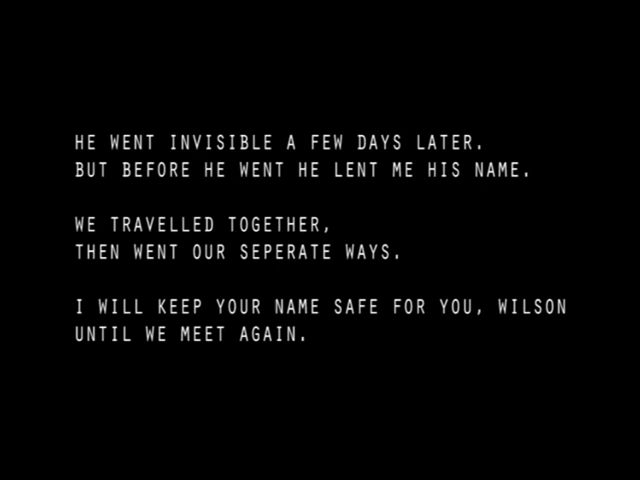 HE WENT INVISIBLE A FEW DAYS LATER.
BUT BEFORE HE WENT HE LENT ME HIS NAME.
WE TRAVELLED TOGETHER,
THEN WENT OUR SEPERATE WAYS.
I WILL KEEP YOUR NAME SAFE FOR YOU, WILSON
UNTIL WE MEET AGAIN.